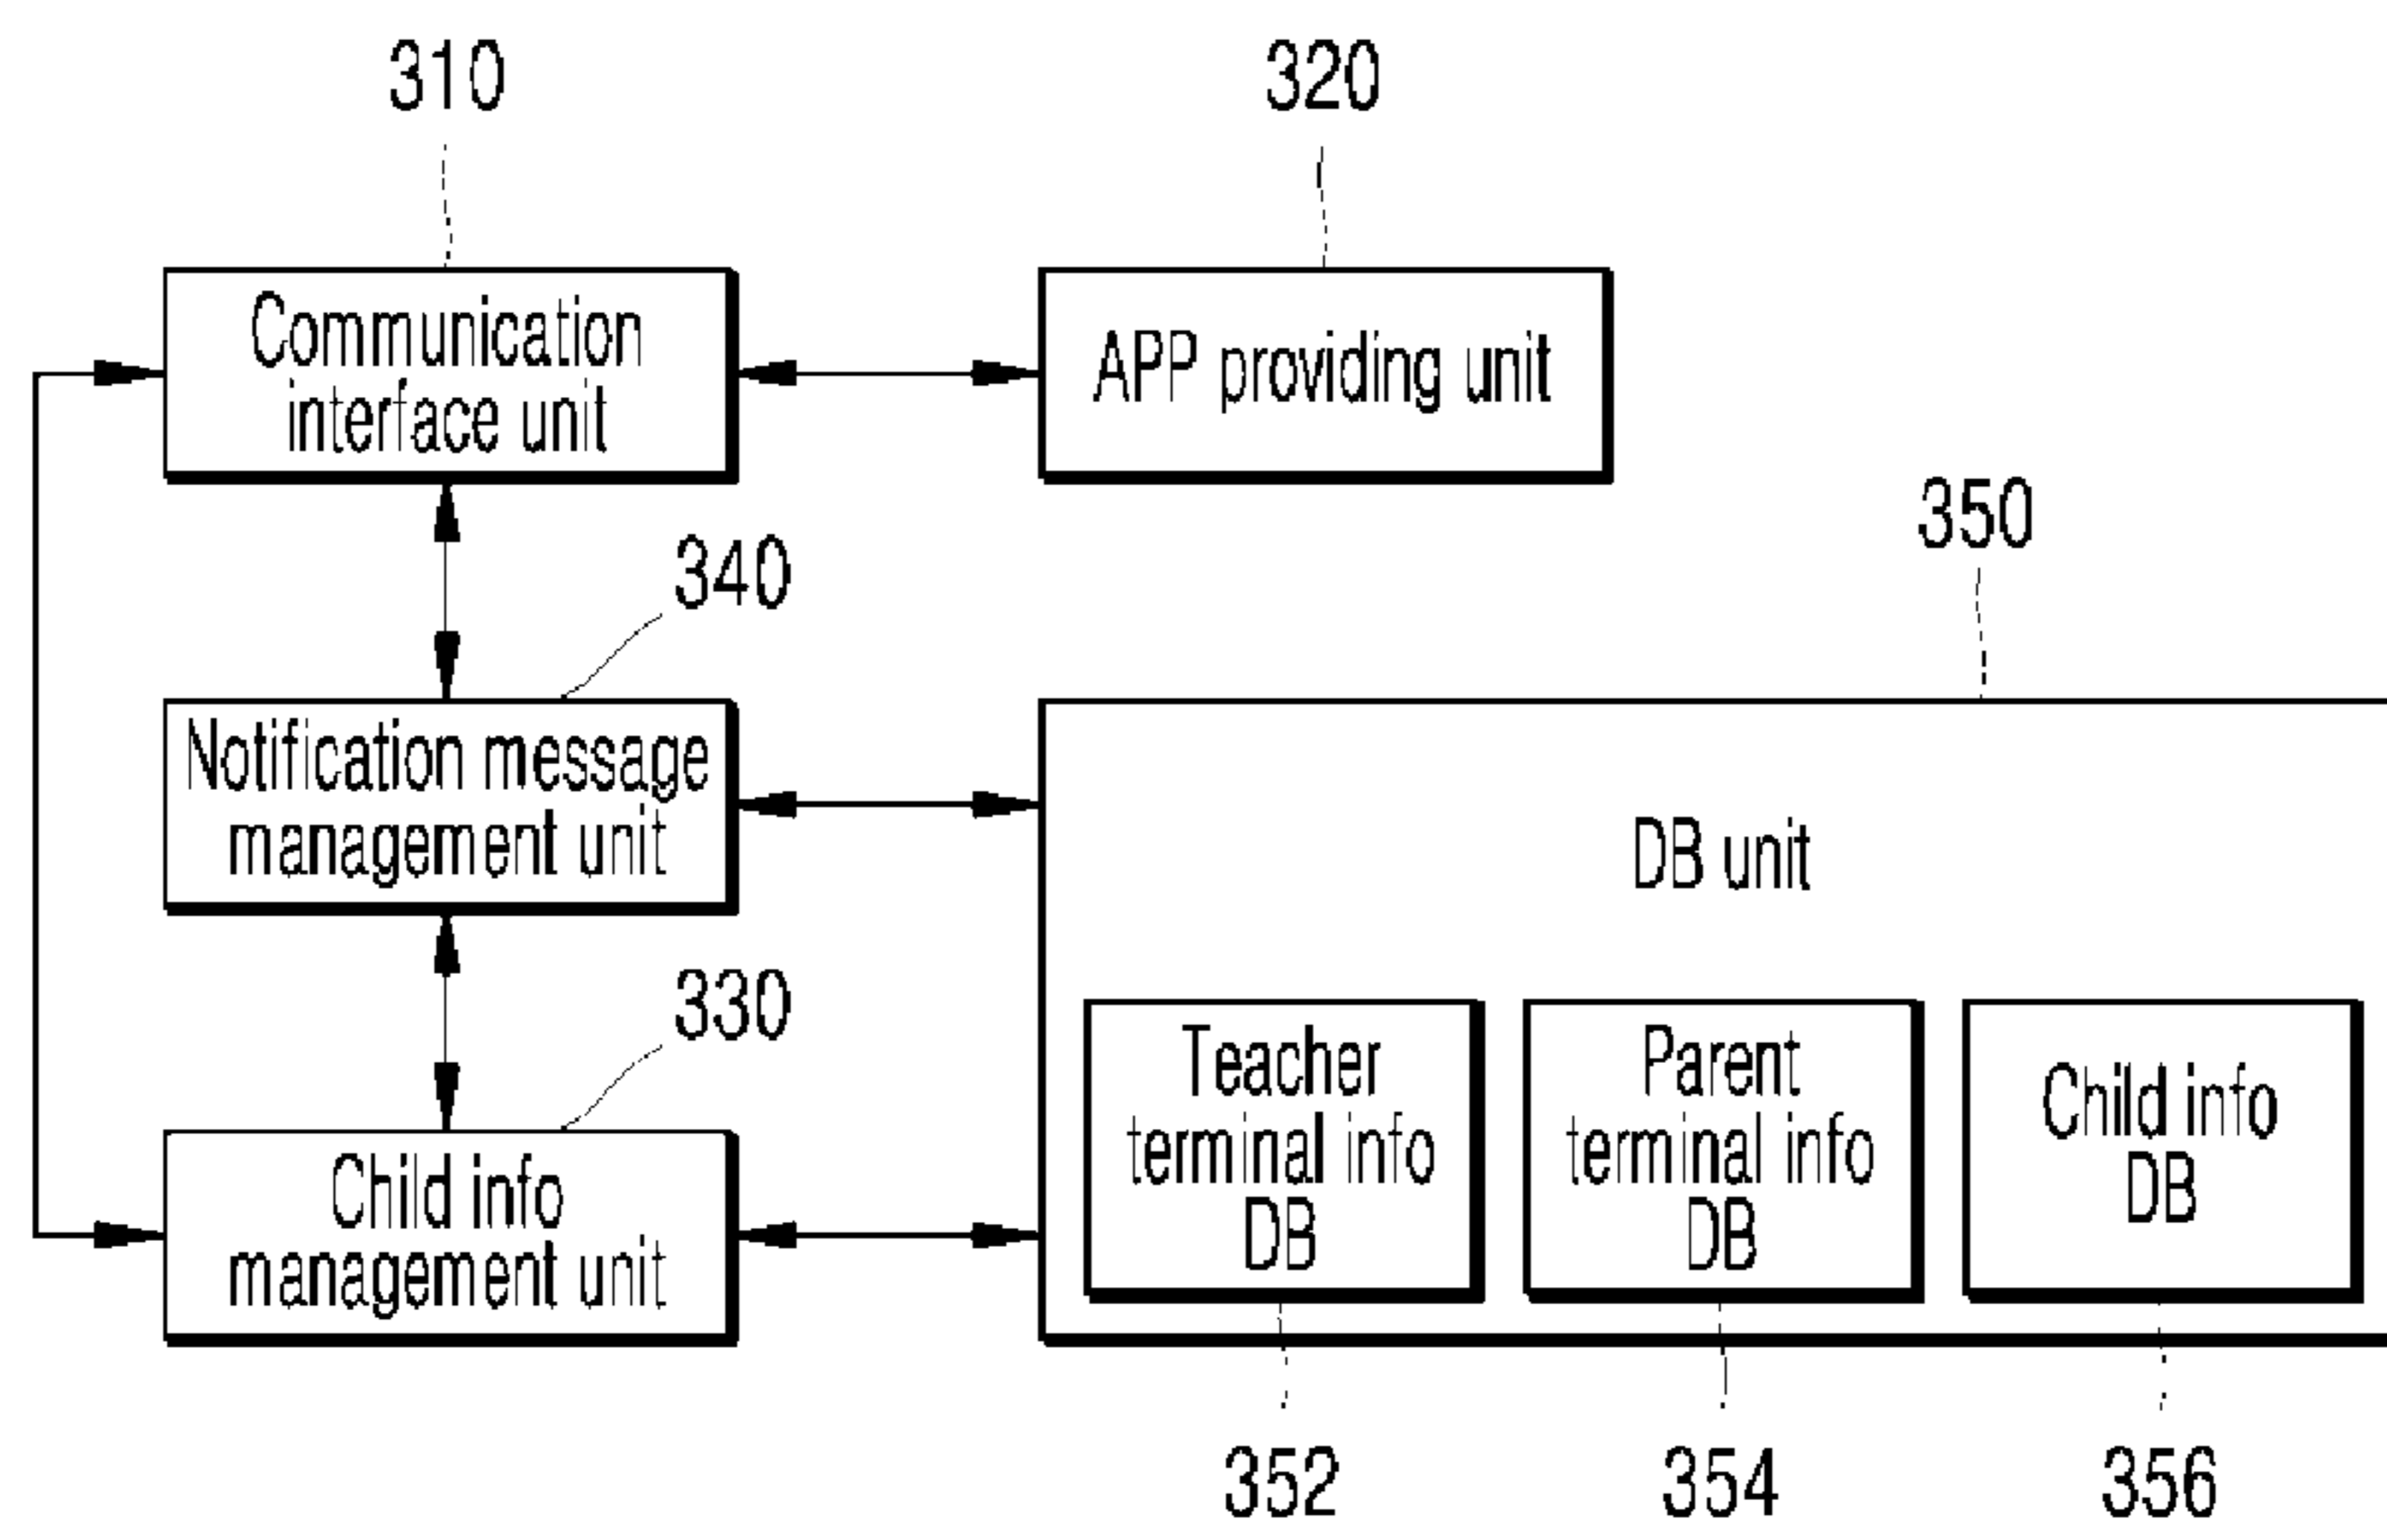 310
320
Communication
interface unit
APP providing unit
350
340
Notification message
management unit
DB unit
330
Child info
management unit
Teacher
terminal info
DB
Parent
terminal info
DB
Child info
DB
352
354
356